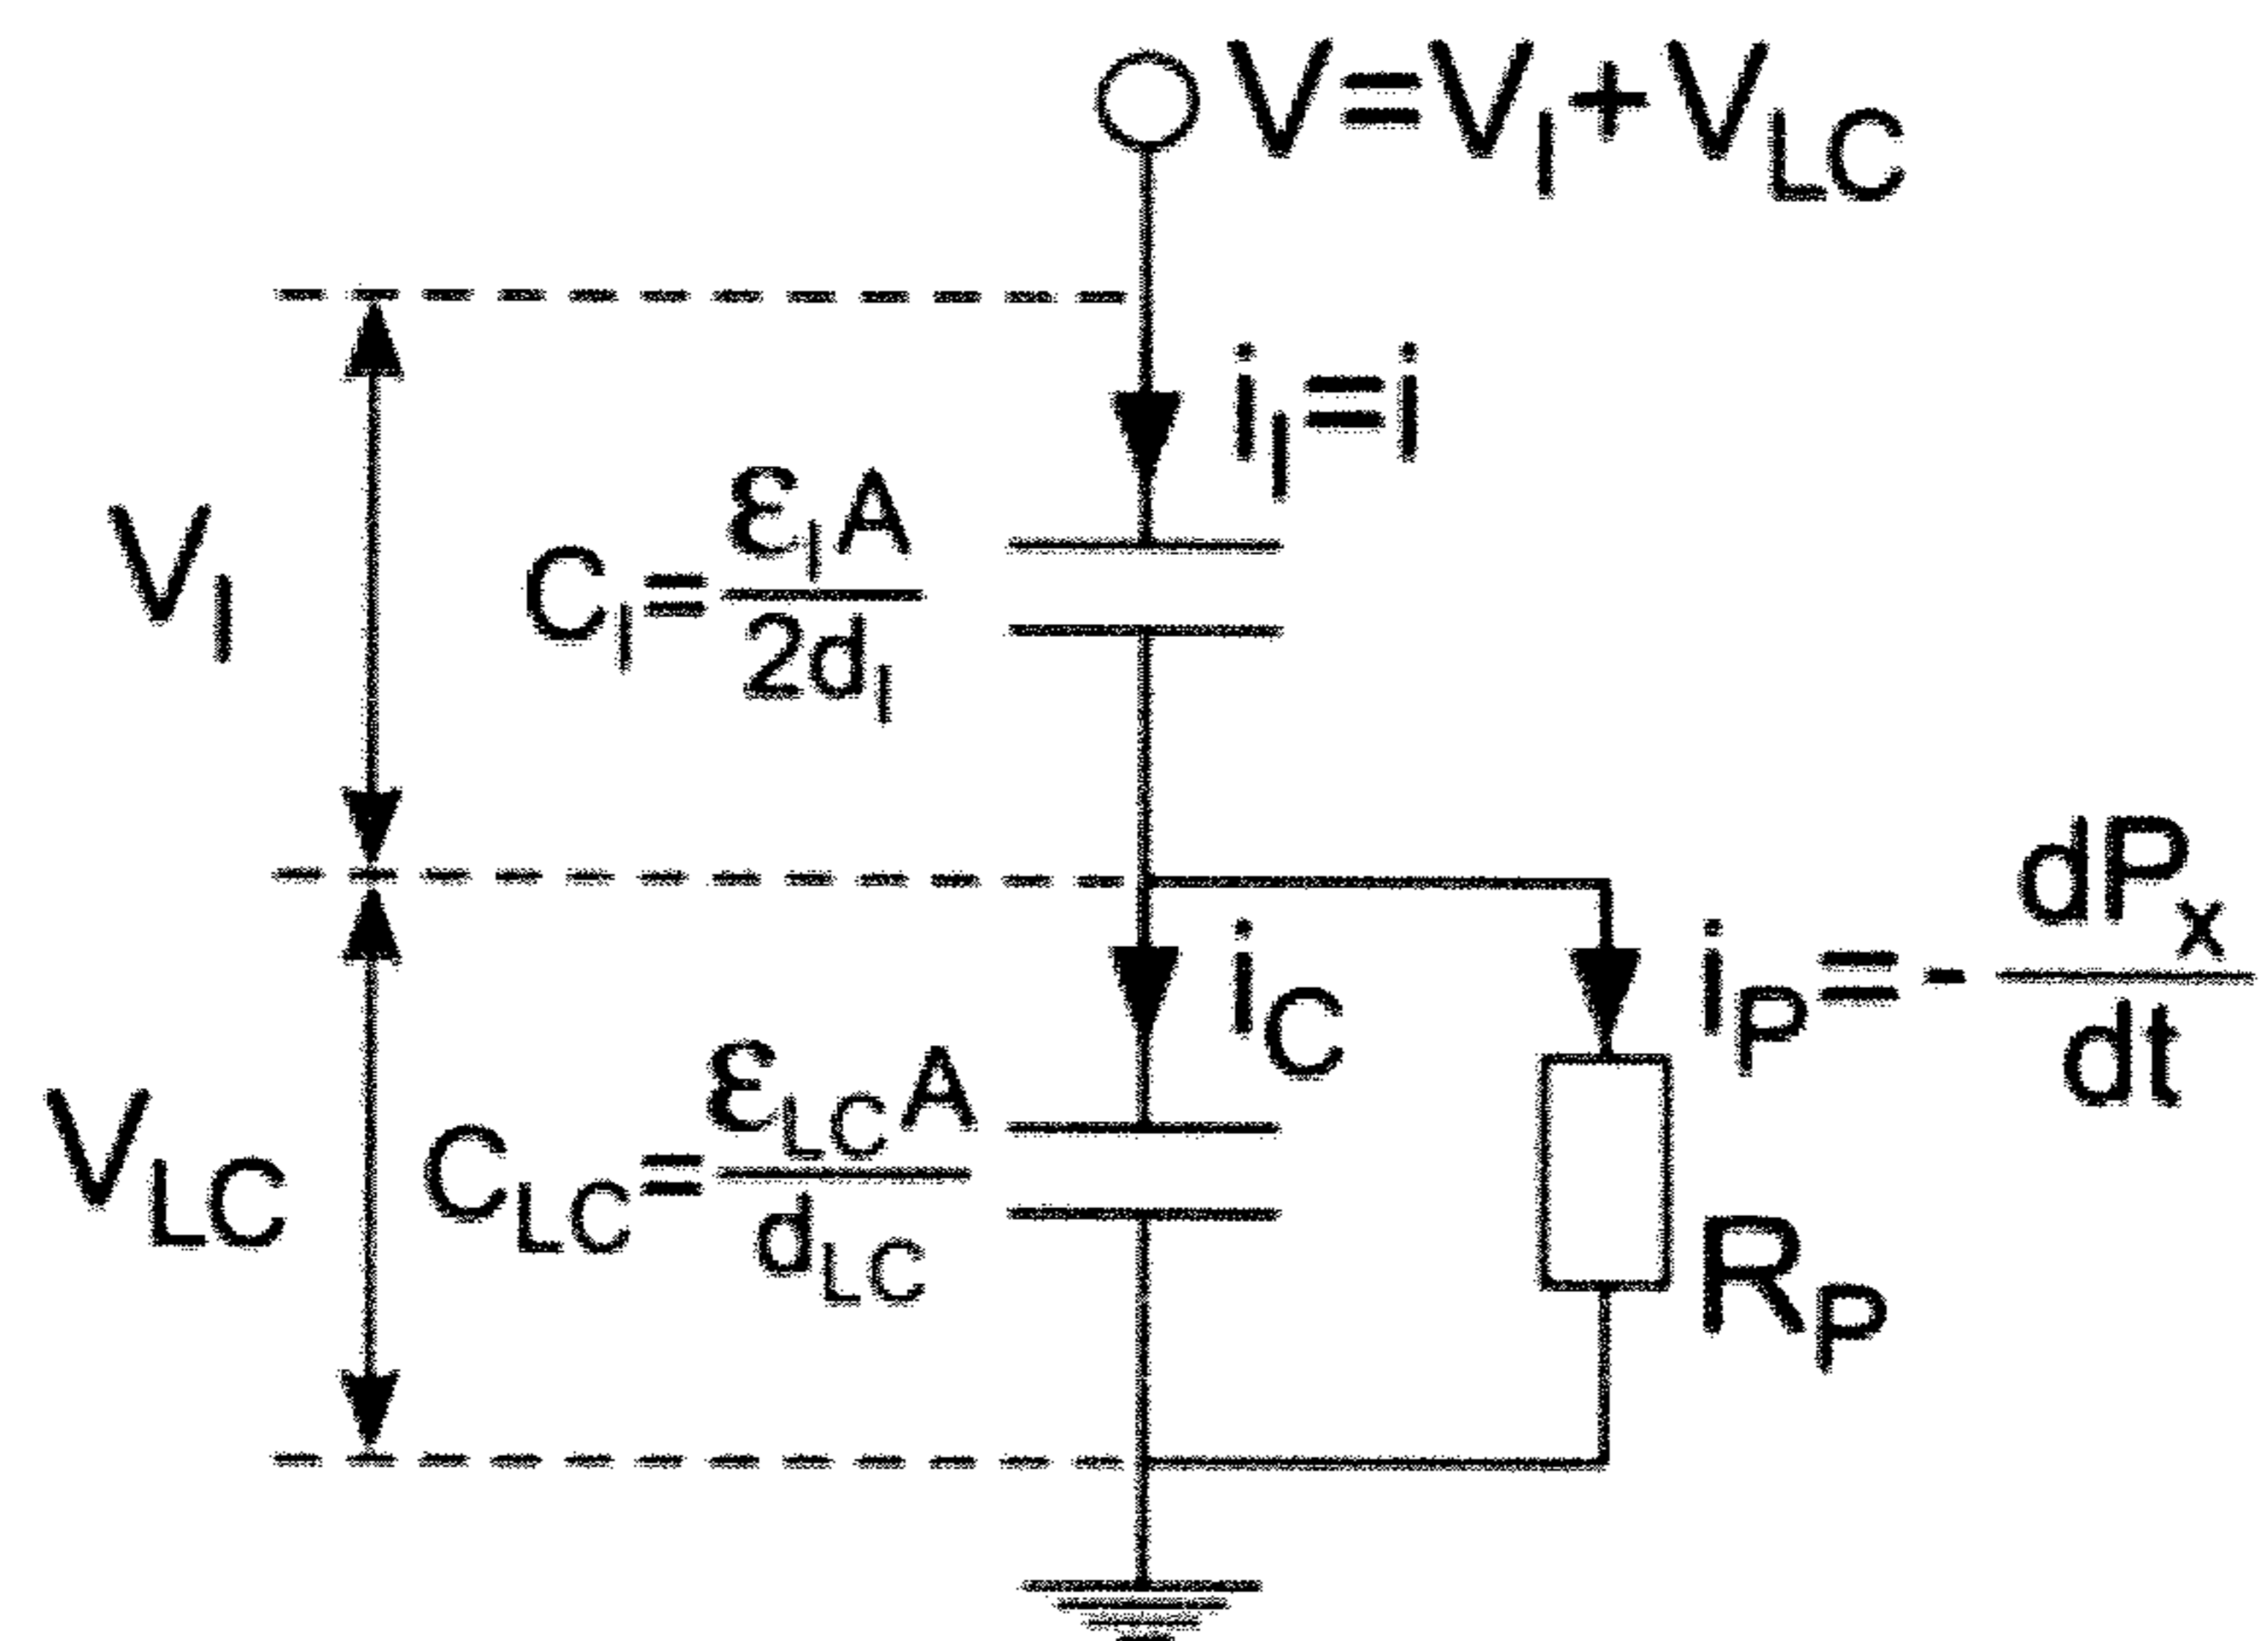 V=V_I+V_LC
i_I=i
V_I
C_I=ε_I A/2d_I
i_C
i_P=-dP_x/dt
V_LC
C_LC=ε_LC A/d_LC
R_P